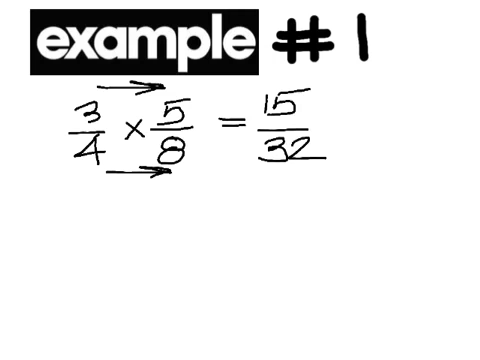 example # 1
3/4 × 5/8 = 15/32